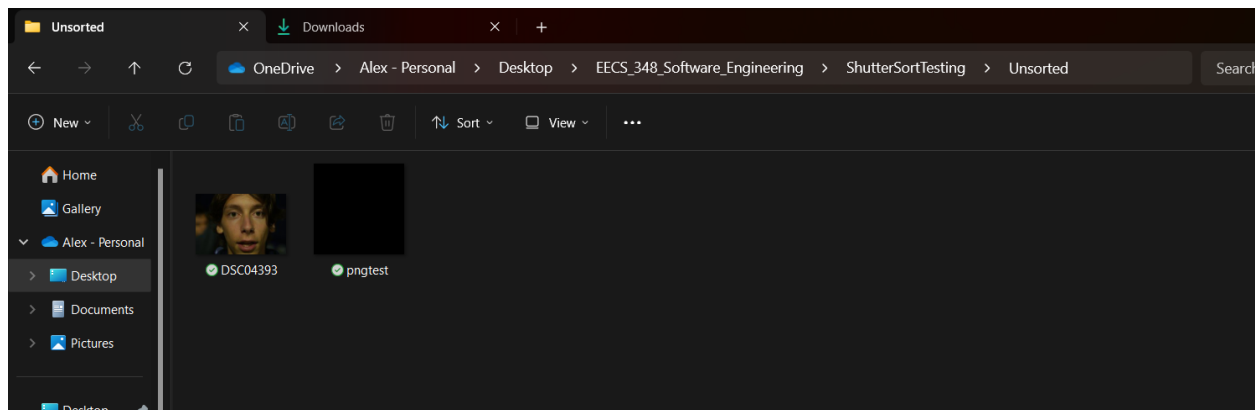 Unsorted
Downloads
OneDrive > Alex - Personal > Desktop > EECS_348_Software_Engineering > ShutterSortTesting > Unsorted
Search
New
Sort
View
Home
Gallery
Alex - Personal
Desktop
Documents
Pictures
DSC04393
pngtest
Desktop